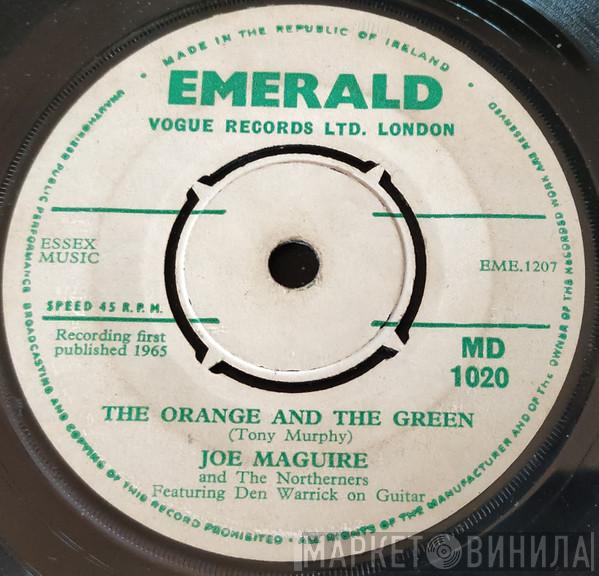 MADE IN THE REPUBLIC OF IRELAND
EMERALD
VOGUE RECORDS LTD. LONDON
ESSEX
MUSIC
EME.1207
SPEED 45 R.P.M.
Recording first
published 1965
MD
1020
THE ORANGE AND THE GREEN
(Tony Murphy)
JOE MAGUIRE
and The Northerners
Featuring Den Warrick on Guitar
UNAUTHORISED PUBLIC PERFORMANCE BROADCASTING AND COPYING OF THIS RECORD PROHIBITED · ALL RIGHTS OF THE MANUFACTURER AND OF THE OWNER OF THE RECORDED WORK ARE RESERVED
МАРКЕТ ВИНИЛА